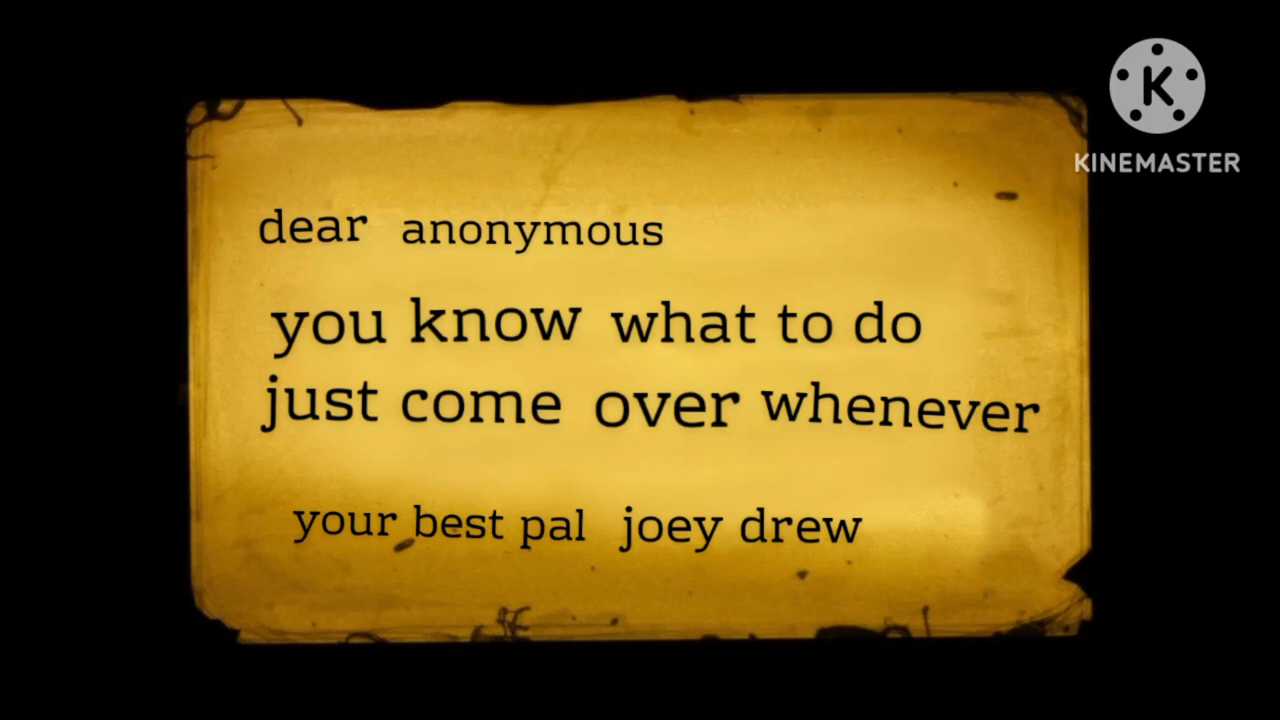 K
KINEMASTER
dear anonymous
you know what to do
just come over whenever
your best pal joey drew